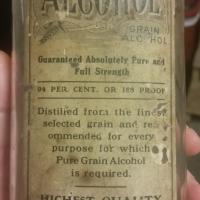 ALCOHOL
GRAIN
ALCOHOL
Guaranteed Absolutely Pure and
Full Strength
94 PER CENT. OR 188 PROOF
Distilled from the finest
selected grain and rec
ommended for every
purpose for which
Pure Grain Alcohol
is required.
HIGHEST QUALITY